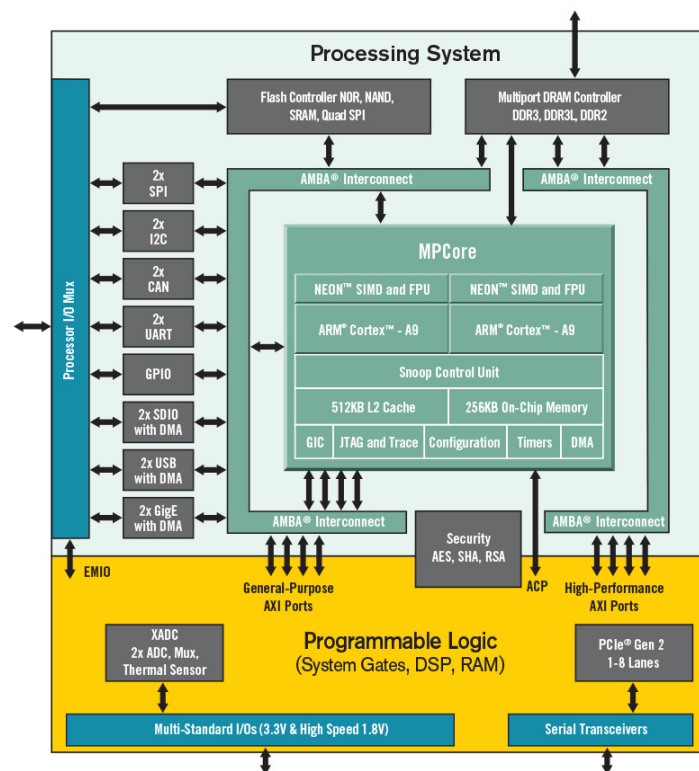 Processing System
Flash Controller NOR, NAND,
SRAM, Quad SPI
Multiport DRAM Controller
DDR3, DDR3L, DDR2
Processor I/O Mux
2x
SPI
2x
I2C
2x
CAN
2x
UART
GPIO
2x SDIO
with DMA
2x USB
with DMA
2x GigE
with DMA
AMBA® Interconnect
AMBA® Interconnect
MPCore
NEON™ SIMD and FPU
NEON™ SIMD and FPU
ARM® Cortex™ - A9
ARM® Cortex™ - A9
Snoop Control Unit
512KB L2 Cache
256KB On-Chip Memory
GIC
JTAG and Trace
Configuration
Timers
DMA
AMBA® Interconnect
AMBA® Interconnect
Security
AES, SHA, RSA
EMIO
General-Purpose
AXI Ports
ACP
High-Performance
AXI Ports
XADC
2x ADC, Mux,
Thermal Sensor
Programmable Logic
(System Gates, DSP, RAM)
PCIe® Gen 2
1-8 Lanes
Multi-Standard I/Os (3.3V & High Speed 1.8V)
Serial Transceivers